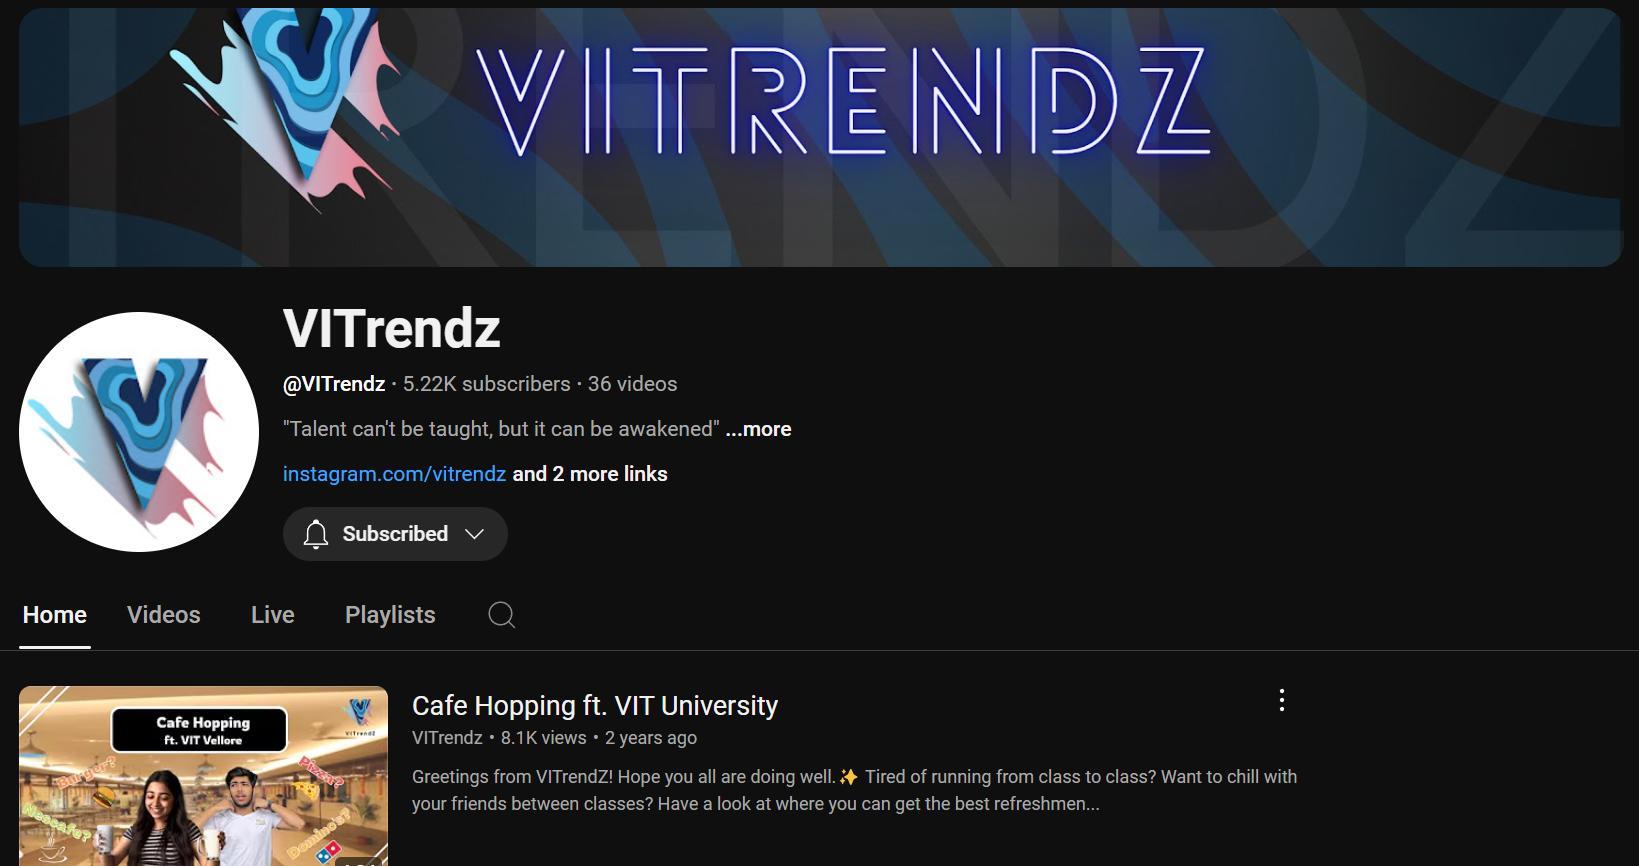 VITRENDZ
VITrendz
@VITrendz · 5.22K subscribers · 36 videos
"Talent can't be taught, but it can be awakened" ...more
instagram.com/vitrendz and 2 more links
Subscribed
Home Videos Live Playlists
Cafe Hopping
ft. VIT Vellore
VITrendZ
Burger?
Pizza?
Nescafe?
Domino's?
Cafe Hopping ft. VIT University
VITrendz • 8.1K views • 2 years ago
Greetings from VITrendZ! Hope you all are doing well.✨ Tired of running from class to class? Want to chill with
your friends between classes? Have a look at where you can get the best refreshmen...